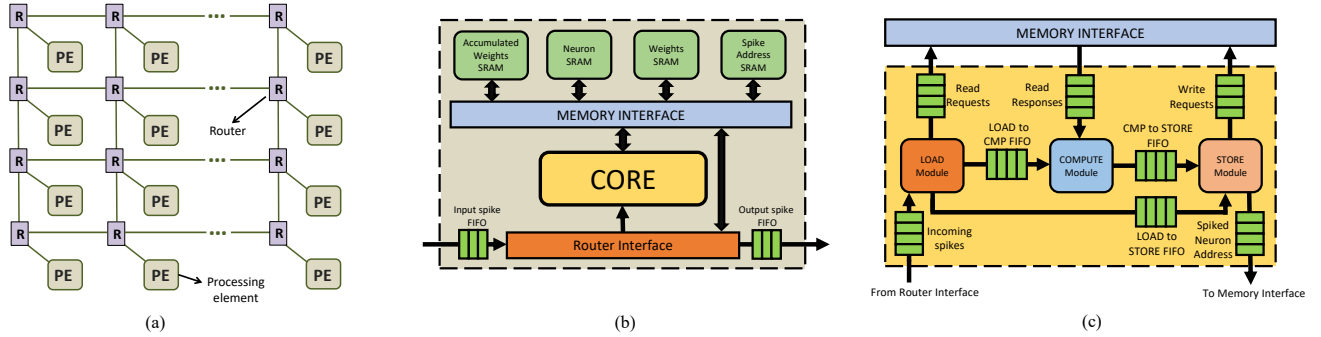 R
R
R
PE
PE
PE
R
R
R
PE
PE
PE
Router
R
R
R
PE
PE
PE
R
R
R
PE
PE
PE
Processing
element
(a)
Accumulated
Weights
SRAM
Neuron
SRAM
Weights
SRAM
Spike
Address
SRAM
MEMORY INTERFACE
CORE
Input spike
FIFO
Output spike
FIFO
Router Interface
(b)
MEMORY INTERFACE
Read
Requests
Read
Responses
Write
Requests
LOAD to
CMP FIFO
CMP to STORE
FIFO
LOAD
Module
COMPUTE
Module
STORE
Module
Incoming
spikes
LOAD to
STORE FIFO
Spiked
Neuron
Address
From Router Interface
To Memory Interface
(c)